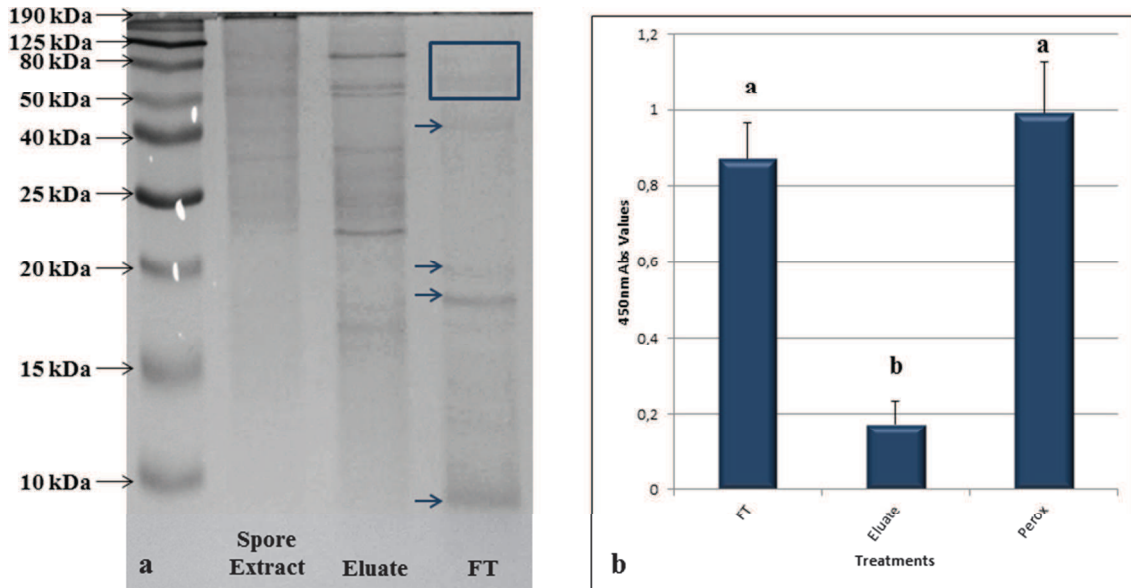 190 kDa
125 kDa
80 kDa
50 kDa
40 kDa
25 kDa
20 kDa
15 kDa
10 kDa
a
Spore
Extract
Eluate
FT
1,2
1
0,8
0,6
0,4
0,2
0
450nm Abs Values
a
b
a
FT
Eluate
Perox
Treatments
b